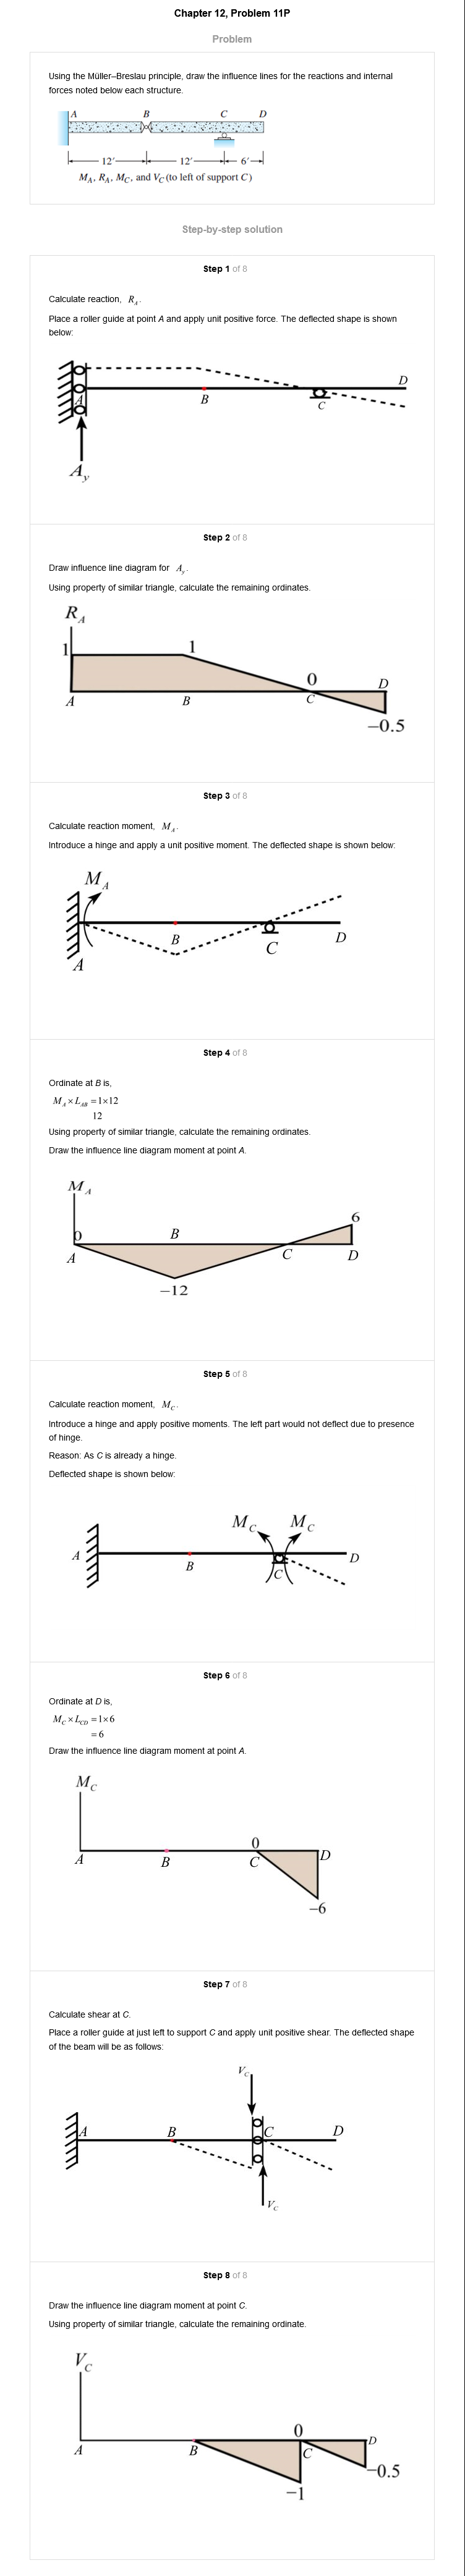 Chapter 12, Problem 11P
Problem
Using the Müller–Breslau principle, draw the influence lines for the reactions and internal
forces noted below each structure.
A B C D
12' 12' 6'
M_A, R_A, M_C, and V_C (to left of support C)
Step-by-step solution
Step 1 of 8
Calculate reaction, R_A.
Place a roller guide at point A and apply unit positive force. The deflected shape is shown
below:
A B C D
A_y
Step 2 of 8
Draw influence line diagram for A_y.
Using property of similar triangle, calculate the remaining ordinates.
R_A
1 1
0 D
A B C
−0.5
Step 3 of 8
Calculate reaction moment, M_A.
Introduce a hinge and apply a unit positive moment. The deflected shape is shown below:
M_A
B C D
A
Step 4 of 8
Ordinate at B is,
M_A × L_AB = 1×12
12
Using property of similar triangle, calculate the remaining ordinates.
Draw the influence line diagram moment at point A.
M_A
6
0 B
A C D
−12
Step 5 of 8
Calculate reaction moment, M_C.
Introduce a hinge and apply positive moments. The left part would not deflect due to presence
of hinge.
Reason: As C is already a hinge.
Deflected shape is shown below:
M_C M_C
A B C D
Step 6 of 8
Ordinate at D is,
M_C × L_CD = 1×6
= 6
Draw the influence line diagram moment at point A.
M_C
0
A B C D
−6
Step 7 of 8
Calculate shear at C.
Place a roller guide at just left to support C and apply unit positive shear. The deflected shape
of the beam will be as follows:
V_C
A B C D
V_C
Step 8 of 8
Draw the influence line diagram moment at point C.
Using property of similar triangle, calculate the remaining ordinate.
V_C
0
A B C D
−0.5
−1